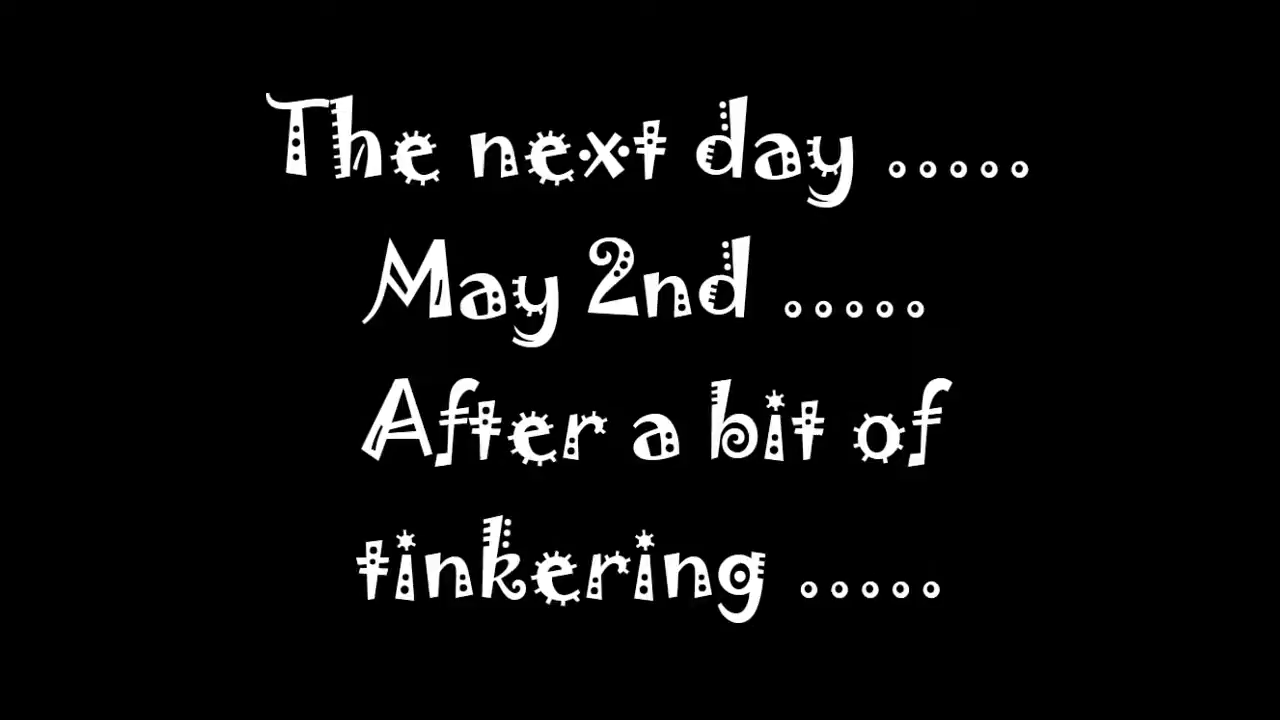 The next day .....
May 2nd .....
After a bit of
tinkering .....